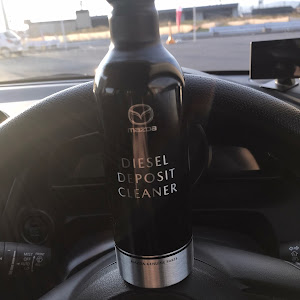 mazda
DIESEL
DEPOSIT
CLEANER